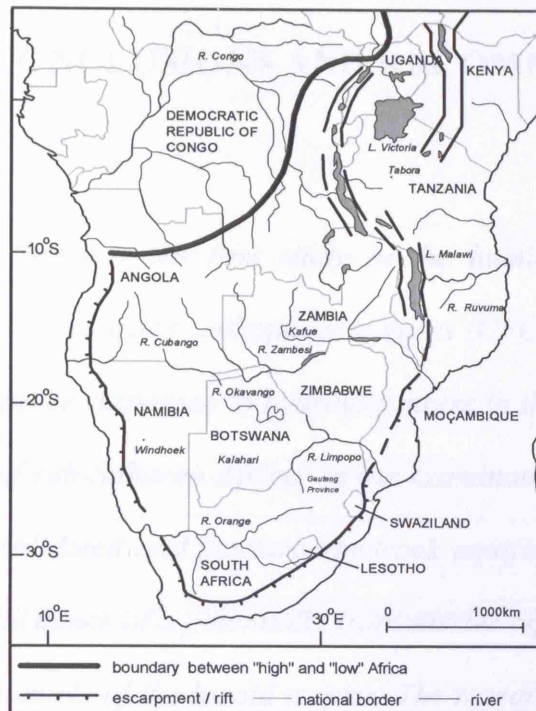 R. Congo
UGANDA
KENYA
DEMOCRATIC
REPUBLIC OF
CONGO
L. Victoria
Tabora
TANZANIA
10°S
ANGOLA
L. Malawi
R. Ruvuma
ZAMBIA
Kafue
R. Cubango
R. Zambesi
20°S
R. Okavango
ZIMBABWE
MOÇAMBIQUE
NAMIBIA
BOTSWANA
Windhoek
Kalahari
R. Limpopo
Gauteng
Province
R. Orange
SWAZILAND
30°S
SOUTH
AFRICA
LESOTHO
10°E
30°E
0 1000km
boundary between "high" and "low" Africa
escarpment / rift
national border
river